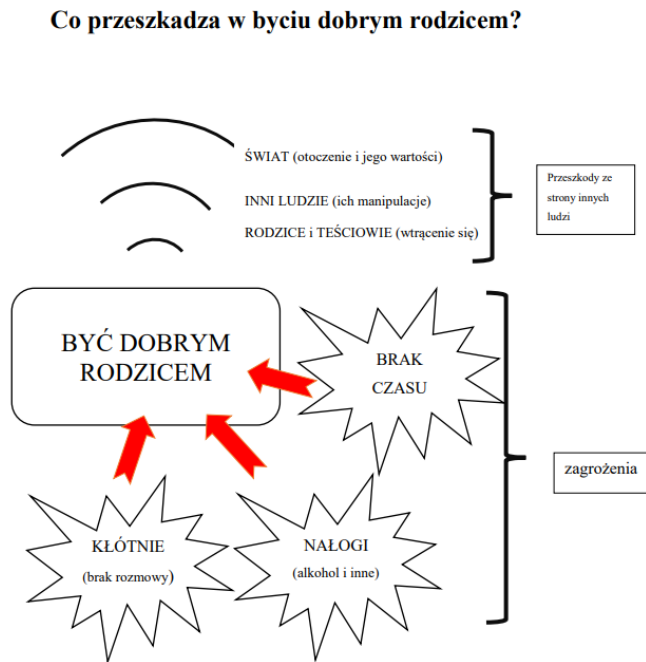 Co przeszkadza w byciu dobrym rodzicem?
ŚWIAT (otoczenie i jego wartości)
INNI LUDZIE (ich manipulacje)
RODZICE i TEŚCIOWIE (wtrącenie się)
Przeszkody ze
strony innych
ludzi
BYĆ DOBRYM
RODZICEM
BRAK
CZASU
zagrożenia
KŁÓTNIE
(brak rozmowy)
NAŁOGI
(alkohol i inne)